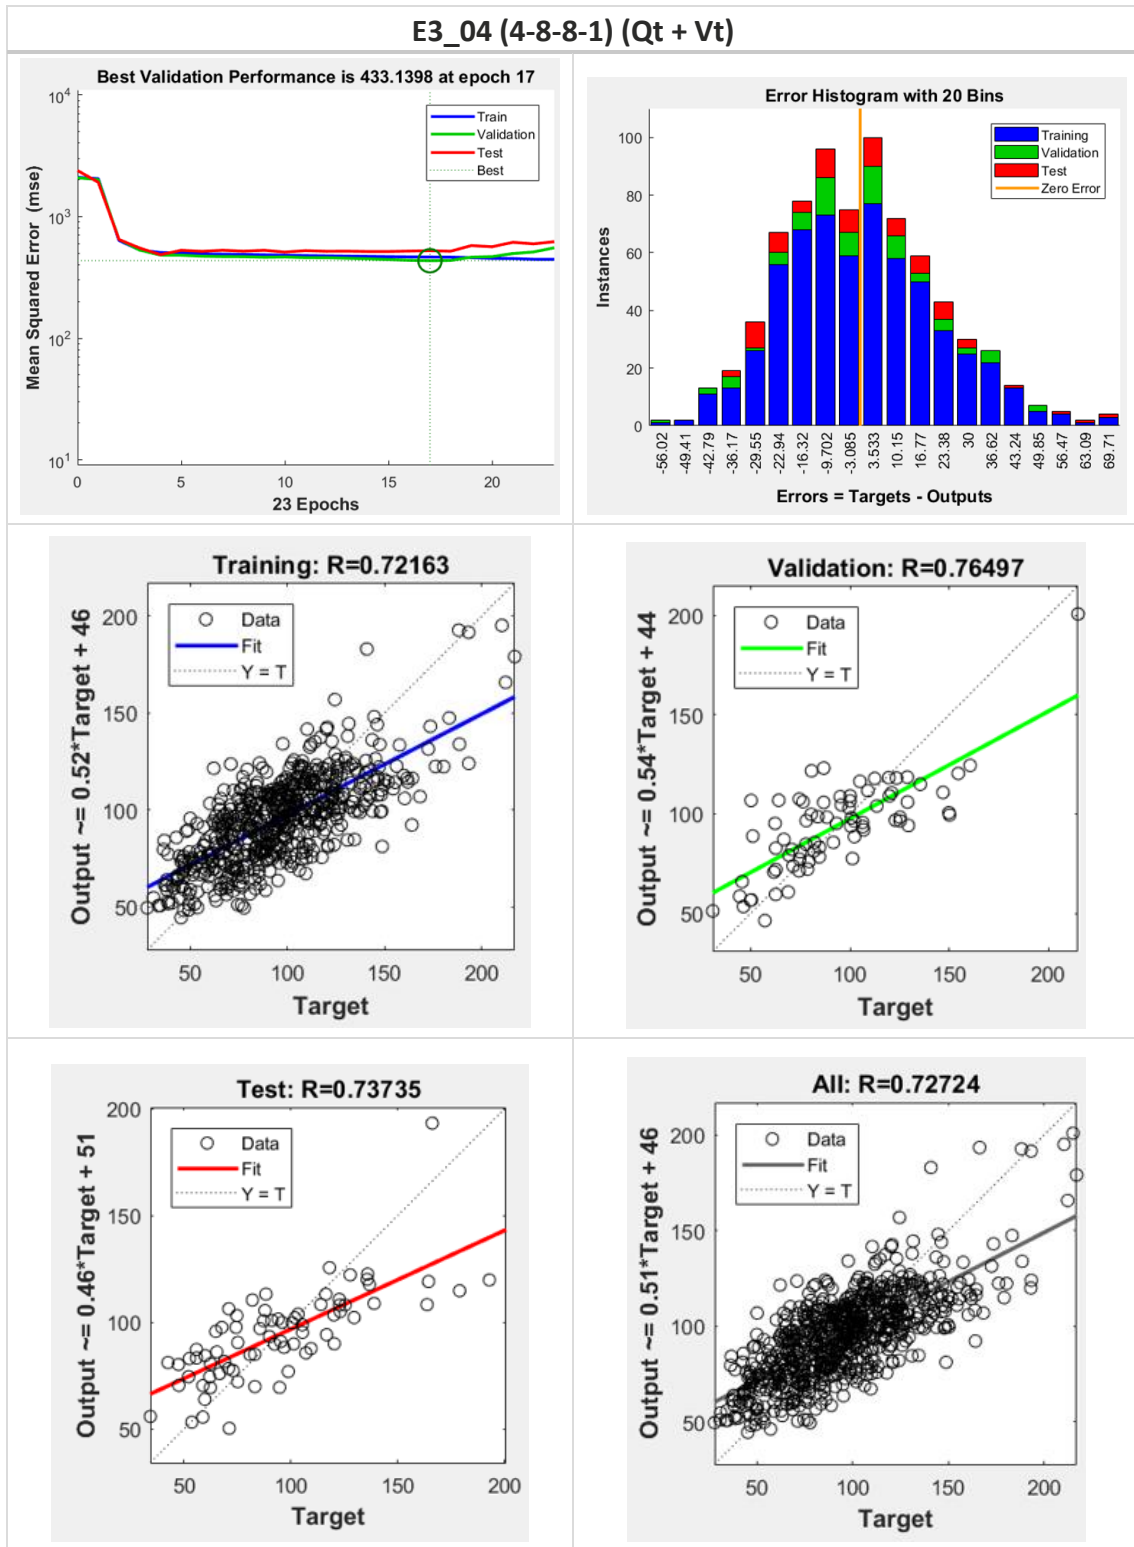 E3_04 (4-8-8-1) (Qt + Vt)
Best Validation Performance is 433.1398 at epoch 17
Mean Squared Error (mse)
10^4
10^3
10^2
10^1
Train
Validation
Test
Best
0 5 10 15 20
23 Epochs
Error Histogram with 20 Bins
Instances
100
80
60
40
20
0
Training
Validation
Test
Zero Error
-56.02 -49.41 -42.79 -36.17 -29.55 -22.94 -16.32 -9.702 -3.085 3.533 10.15 16.77 23.38 30 36.62 43.24 49.85 56.47 63.09 69.71
Errors = Targets - Outputs
Training: R=0.72163
Output ~= 0.52*Target + 46
200
150
100
50
Data
Fit
Y = T
50 100 150 200
Target
Validation: R=0.76497
Output ~= 0.54*Target + 44
200
150
100
50
Data
Fit
Y = T
50 100 150 200
Target
Test: R=0.73735
Output ~= 0.46*Target + 51
200
150
100
50
Data
Fit
Y = T
50 100 150 200
Target
All: R=0.72724
Output ~= 0.51*Target + 46
200
150
100
50
Data
Fit
Y = T
50 100 150 200
Target